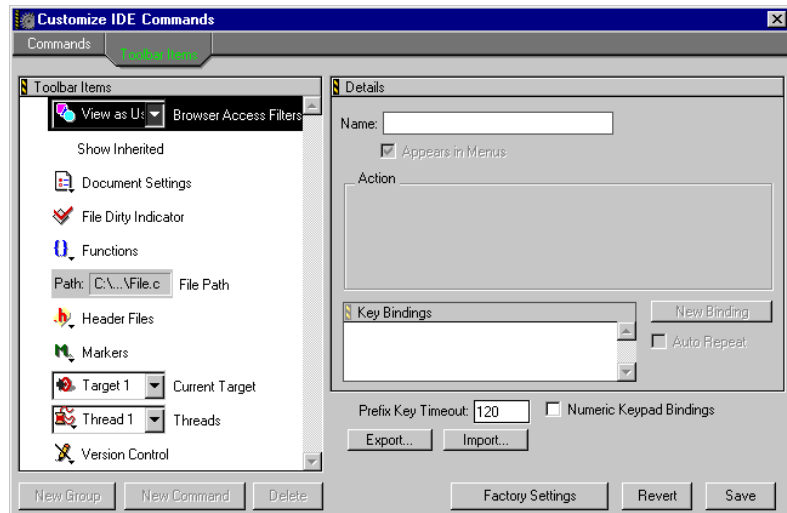 Customize IDE Commands
Commands
Toolbar Items
Toolbar Items
View as Us
Browser Access Filters
Show Inherited
Document Settings
File Dirty Indicator
Functions
Path: C:\...\File.c File Path
Header Files
Markers
Target 1 Current Target
Thread 1 Threads
Version Control
New Group New Command Delete
Details
Name:
Appears in Menus
Action
Key Bindings
New Binding
Auto Repeat
Prefix Key Timeout: 120 Numeric Keypad Bindings
Export... Import...
Factory Settings Revert Save